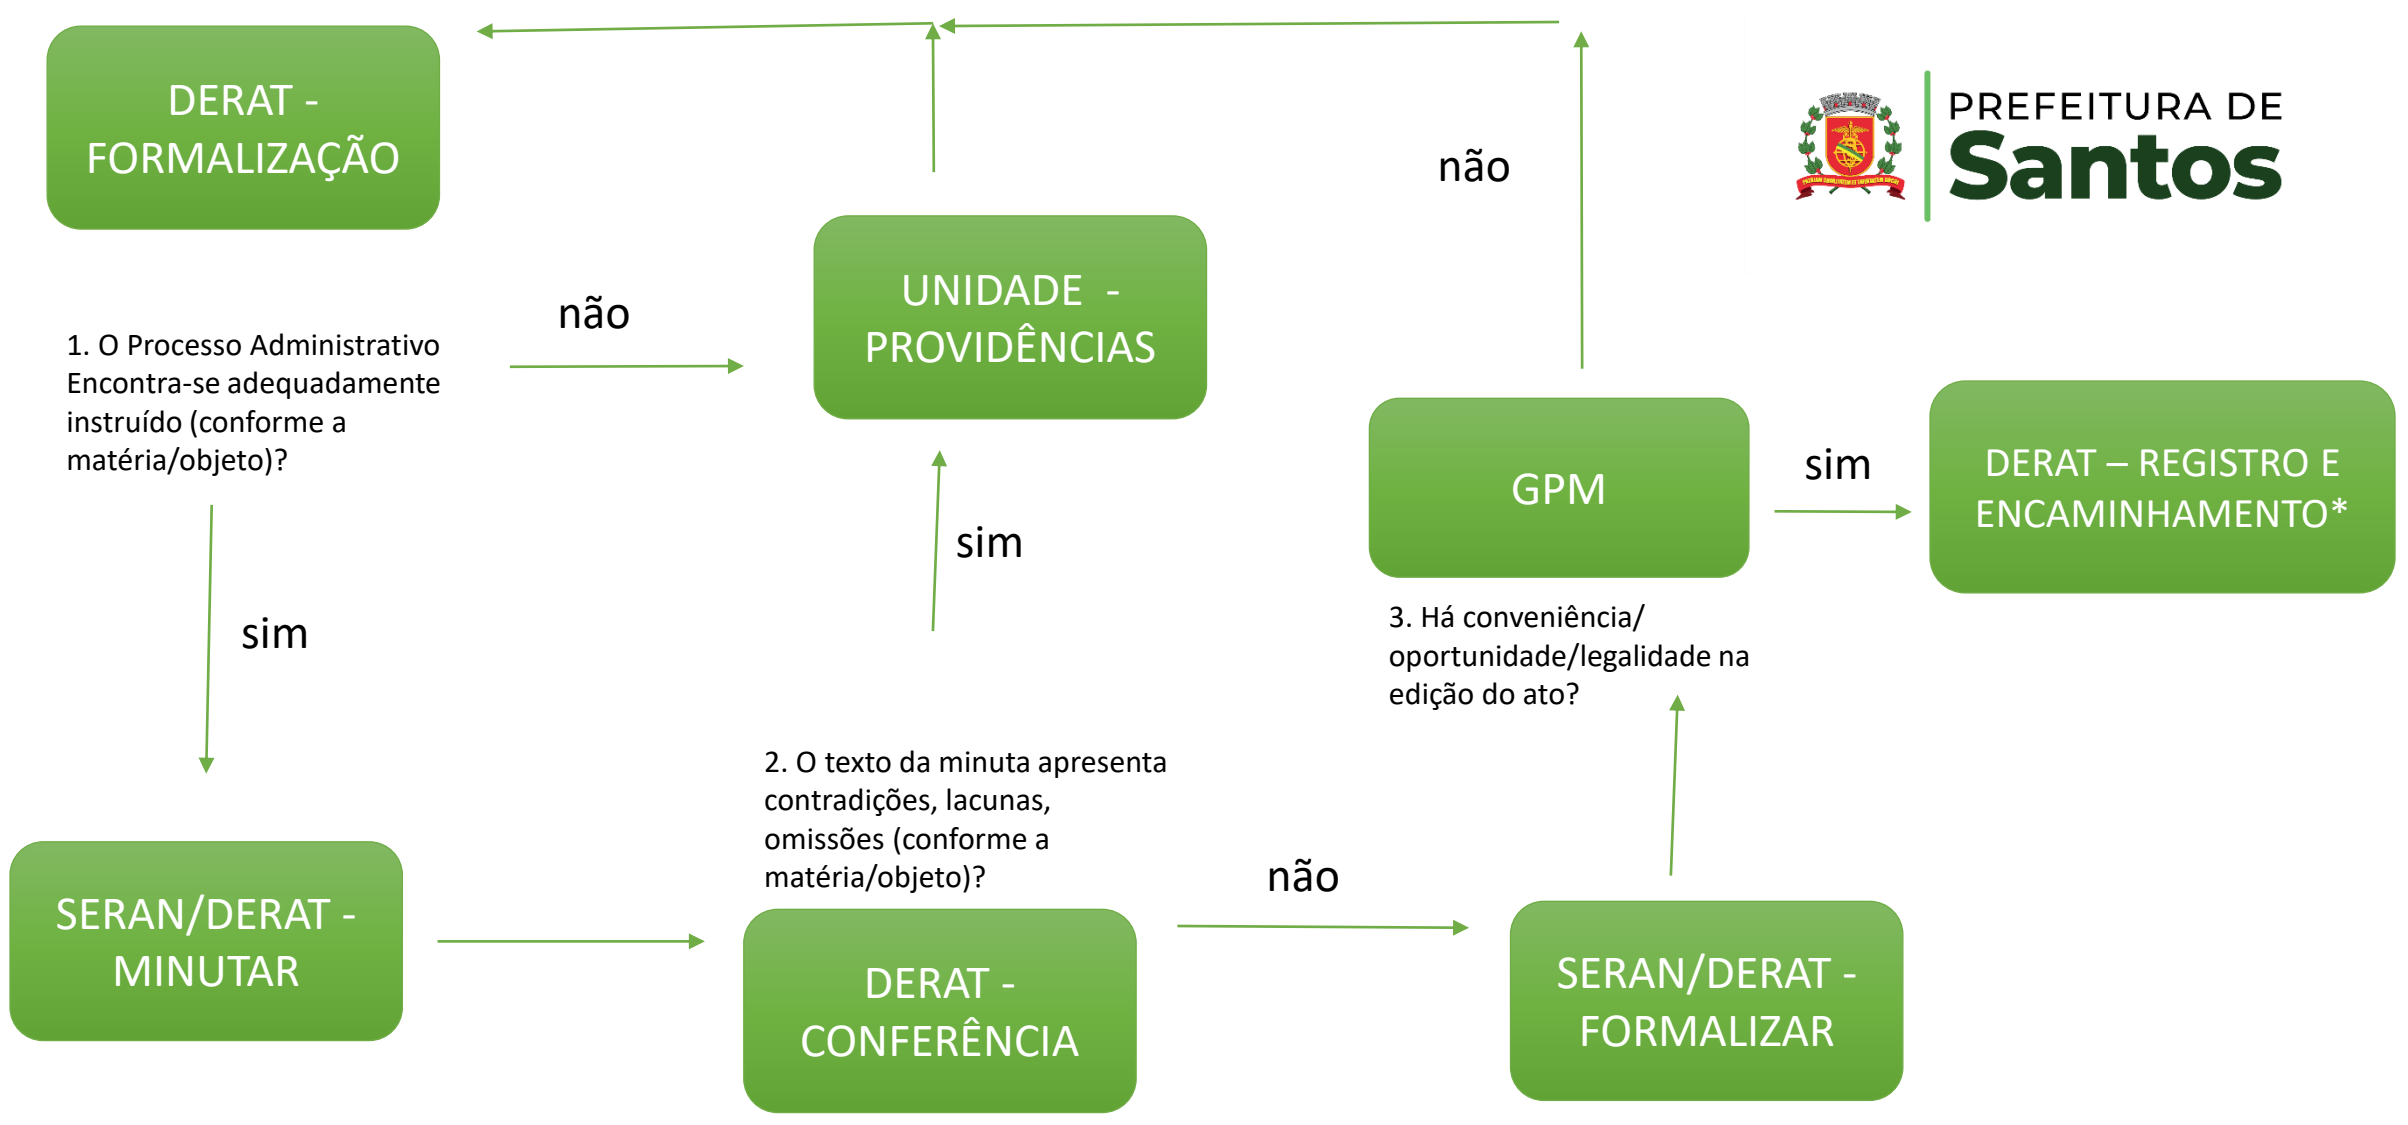 DERAT -
FORMALIZAÇÃO
PREFEITURA DE
Santos
não
UNIDADE  -
PROVIDÊNCIAS
não
1. O Processo Administrativo
Encontra-se adequadamente
instruído (conforme a
matéria/objeto)?
GPM
sim
DERAT – REGISTRO E
ENCAMINHAMENTO*
sim
sim
3. Há conveniência/
oportunidade/legalidade na
edição do ato?
2. O texto da minuta apresenta
contradições, lacunas,
omissões (conforme a
matéria/objeto)?
não
SERAN/DERAT -
MINUTAR
DERAT -
CONFERÊNCIA
SERAN/DERAT -
FORMALIZAR